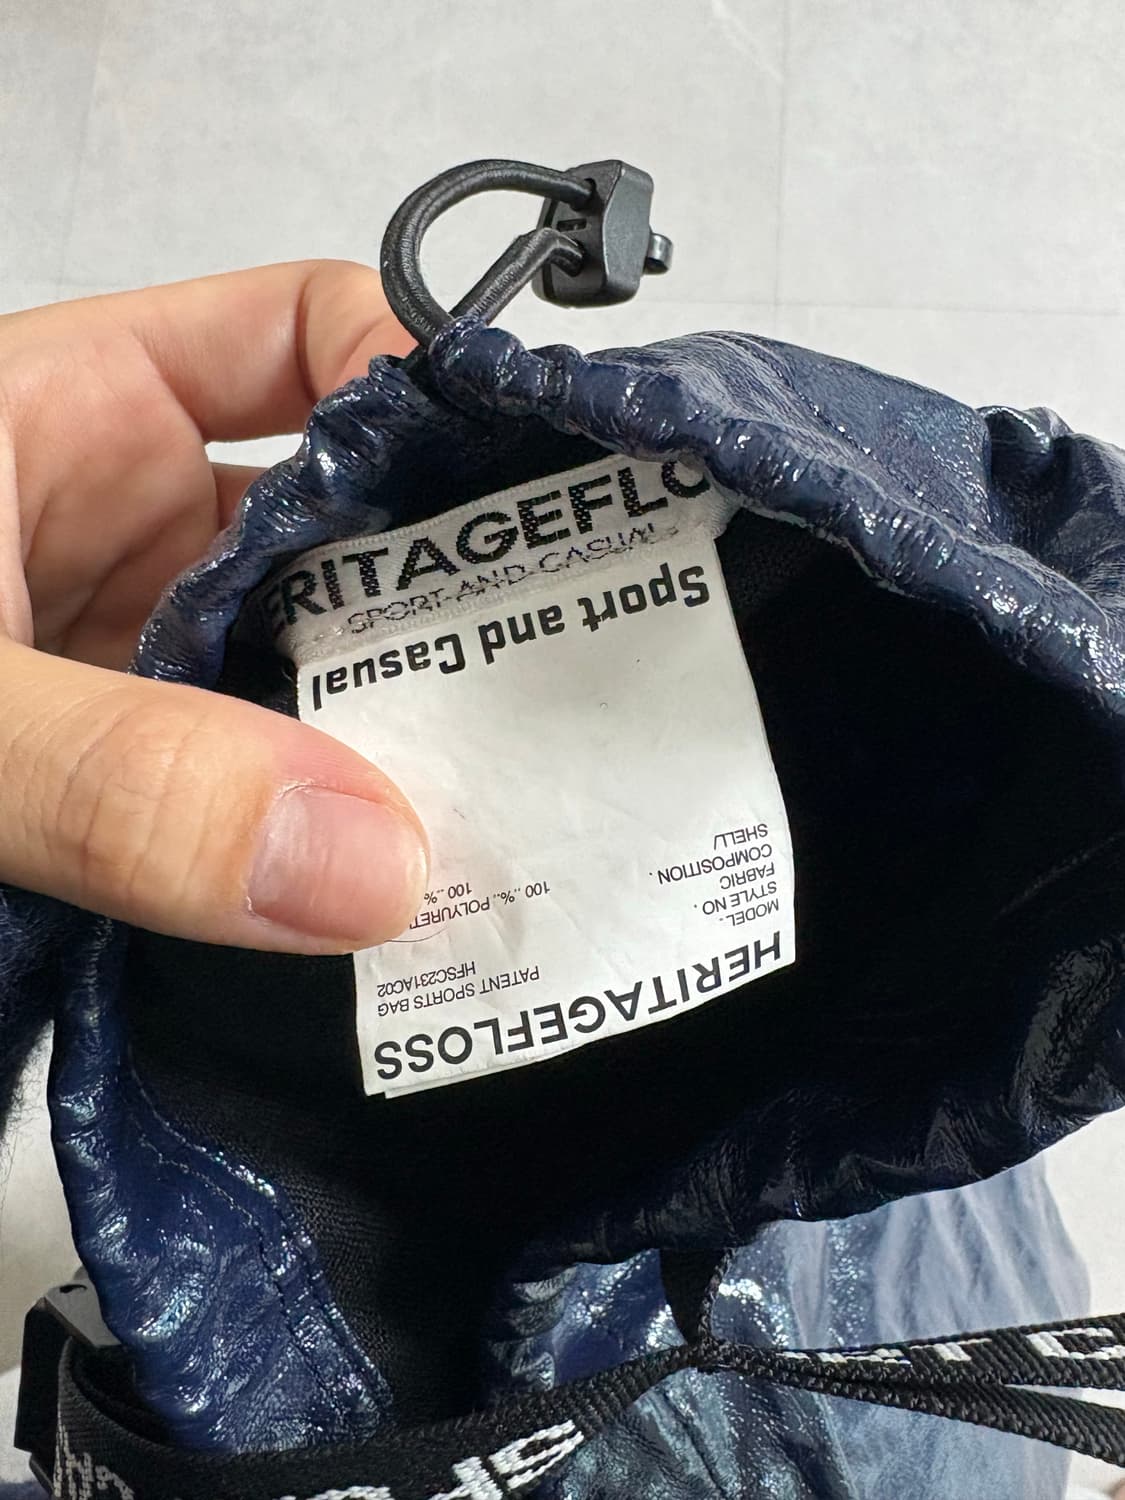 ERITAGEFLO
SPORT AND CASUAL
Sport and Casual
HERITAGEFLOSS
MODEL. PATENT SPORTS BAG
STYLE NO. HFSC231AC02
FABRIC
COMPOSITION.
SHELL/
100 ..%.. POLYURET
100 ..%